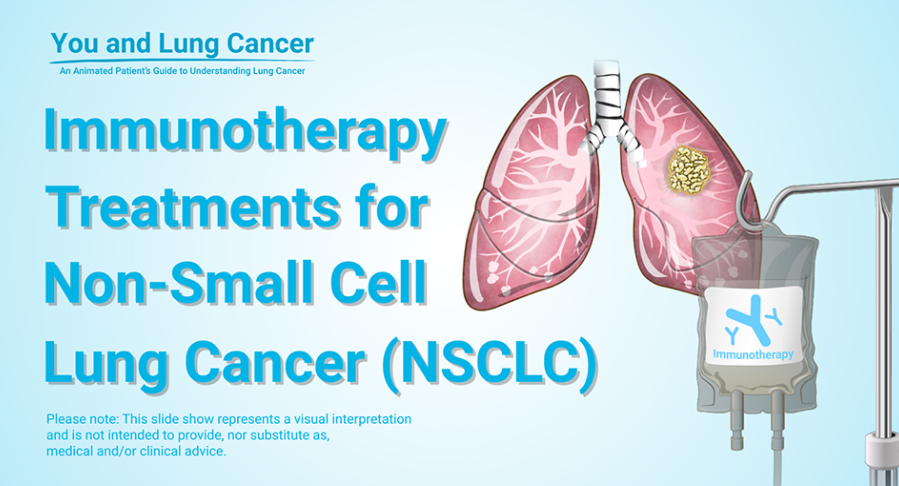 You and Lung Cancer
An Animated Patient's Guide to Understanding Lung Cancer
Immunotherapy
Treatments for
Non-Small Cell
Lung Cancer (NSCLC)
Please note: This slide show represents a visual interpretation
and is not intended to provide, nor substitute as,
medical and/or clinical advice.
Immunotherapy